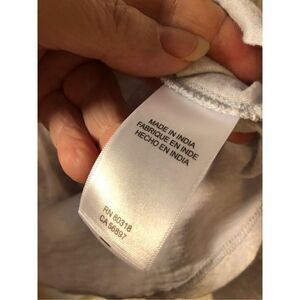 MADE IN INDIA
FABRIQUE EN INDE
HECHO EN INDIA
RN 80318
CA 56897